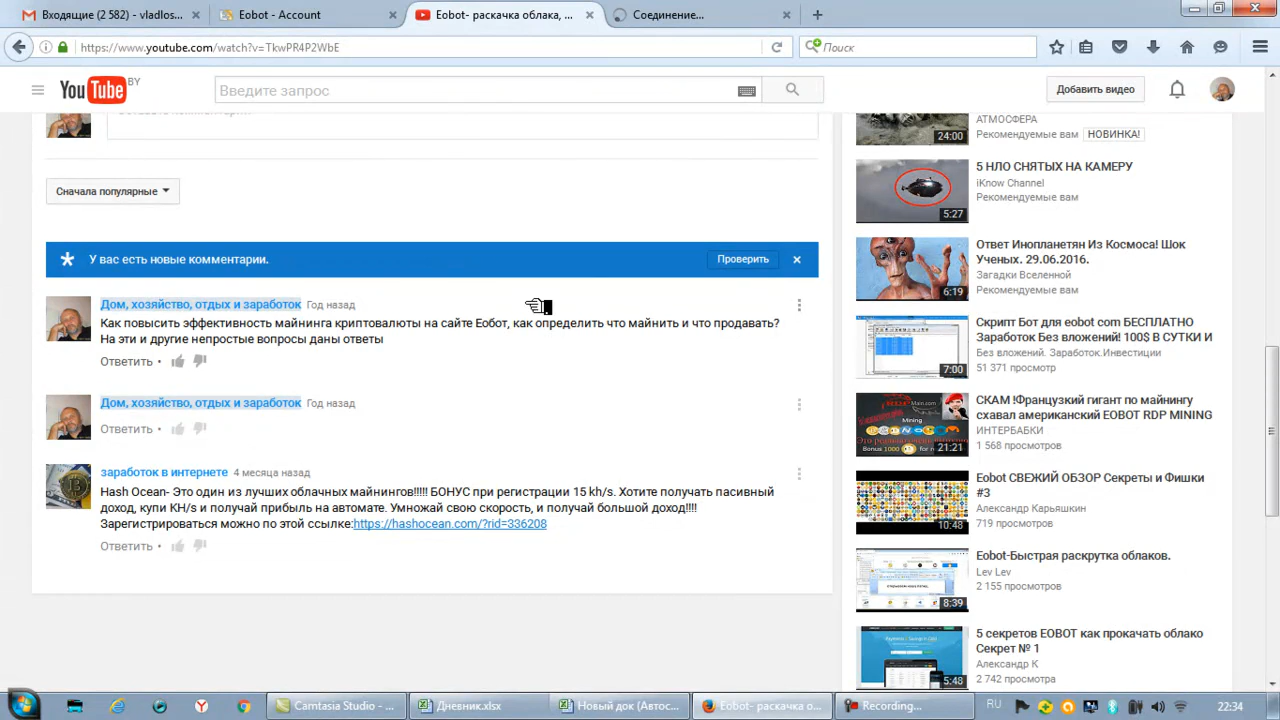 Входящие (2 582) - vladlos...
Eobot - Account
Eobot- раскачка облака, ...
Соединение...
https://www.youtube.com/watch?v=TkwPR4P2WbE
Поиск
YouTube
BY
Введите запрос
Добавить видео
Сначала популярные
У вас есть новые комментарии.
Проверить
Дом, хозяйство, отдых и заработок Год назад
Как повысить эффективность майнинга криптовалюты на сайте Еобот, как определить что майнить и что продавать?
На эти и другие
вопросы даны ответы
Ответить •
Дом, хозяйство, отдых и заработок Год назад
Ответить •
заработок в интернете 4 месяца назад
Hash Ocean- Это один из лучших облачных майнингов!!!! БОНУС при регистрации 15 kh/s. Хотите получать пасивный
доход, купи KHS и получай прибыль на автомате. Умножай свою скорость, и получай большой доход!!!!
Зарегистрироваться можно по этой ссылке:https://hashocean.com/?rid=336208
Ответить •
24:00
АТМОСФЕРА
Рекомендуемые вам НОВИНКА!
5:27
5 НЛО СНЯТЫХ НА КАМЕРУ
iKnow Channel
Рекомендуемые вам
6:19
Ответ Инопланетян Из Космоса! Шок
Ученых. 29.06.2016.
Загадки Вселенной
Рекомендуемые вам
7:00
Скрипт Бот для eobot com БЕСПЛАТНО
Заработок Без вложений! 100$ В СУТКИ И
Без вложений. Заработок.Инвестиции
51 371 просмотр
Mining
Bonus 1000
21:21
СКАМ !Французкий гигант по майнингу
схавал американский EOBOT RDP MINING
ИНТЕРБАБКИ
1 568 просмотров
10:48
Eobot СВЕЖИЙ ОБЗОР Секреты и Фишки
#3
Александр Карьяшкин
719 просмотров
8:39
Eobot-Быстрая раскрутка облаков.
Lev Lev
2 155 просмотров
5:48
5 секретов EOBOT как прокачать облако
Секрет № 1
Александр К
2 742 просмотра
Camtasia Studio - ...
Дневник.xlsx
Новый док (Автос...
Eobot- раскачка о...
Recording...
RU
22:34